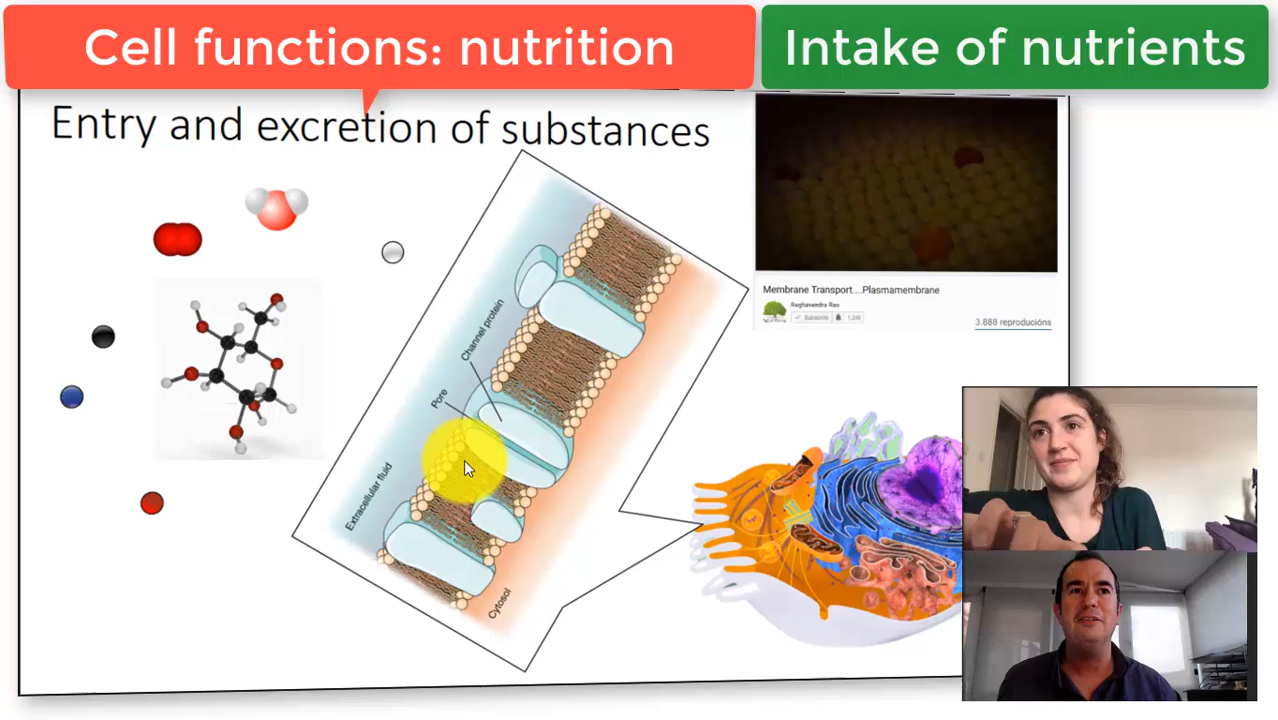 Cell functions: nutrition
Intake of nutrients
Entry and excretion of substances
Channel protein
Pore
Extracellular fluid
Cytosol
Membrane Transport....Plasmamembrane
Raghavendra Rao
3.888 reproducións